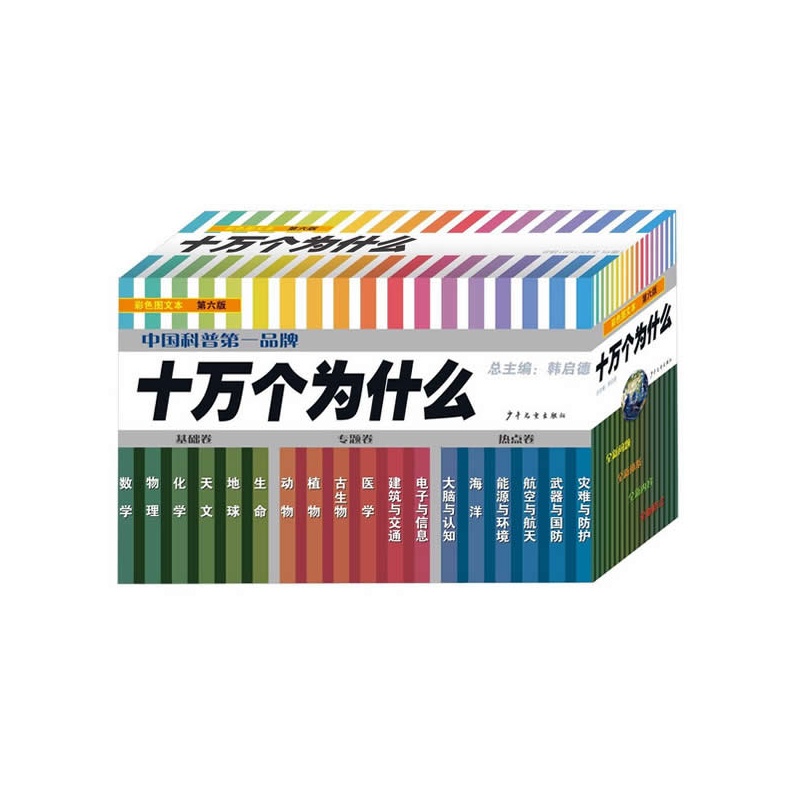 第六版
十万个为什么
彩色图文本 第六版
中国科普第一品牌
十万个为什么
总主编：韩启德
少年儿童出版社
基础卷 专题卷 热点卷
数学
物理
化学
天文
地球
生命
动物
植物
古生物
医学
建筑与交通
电子与信息
大脑与认知
海洋
能源与环境
航空与航天
武器与国防
灾难与防护
彩色图文本 第六版
十万个为什么